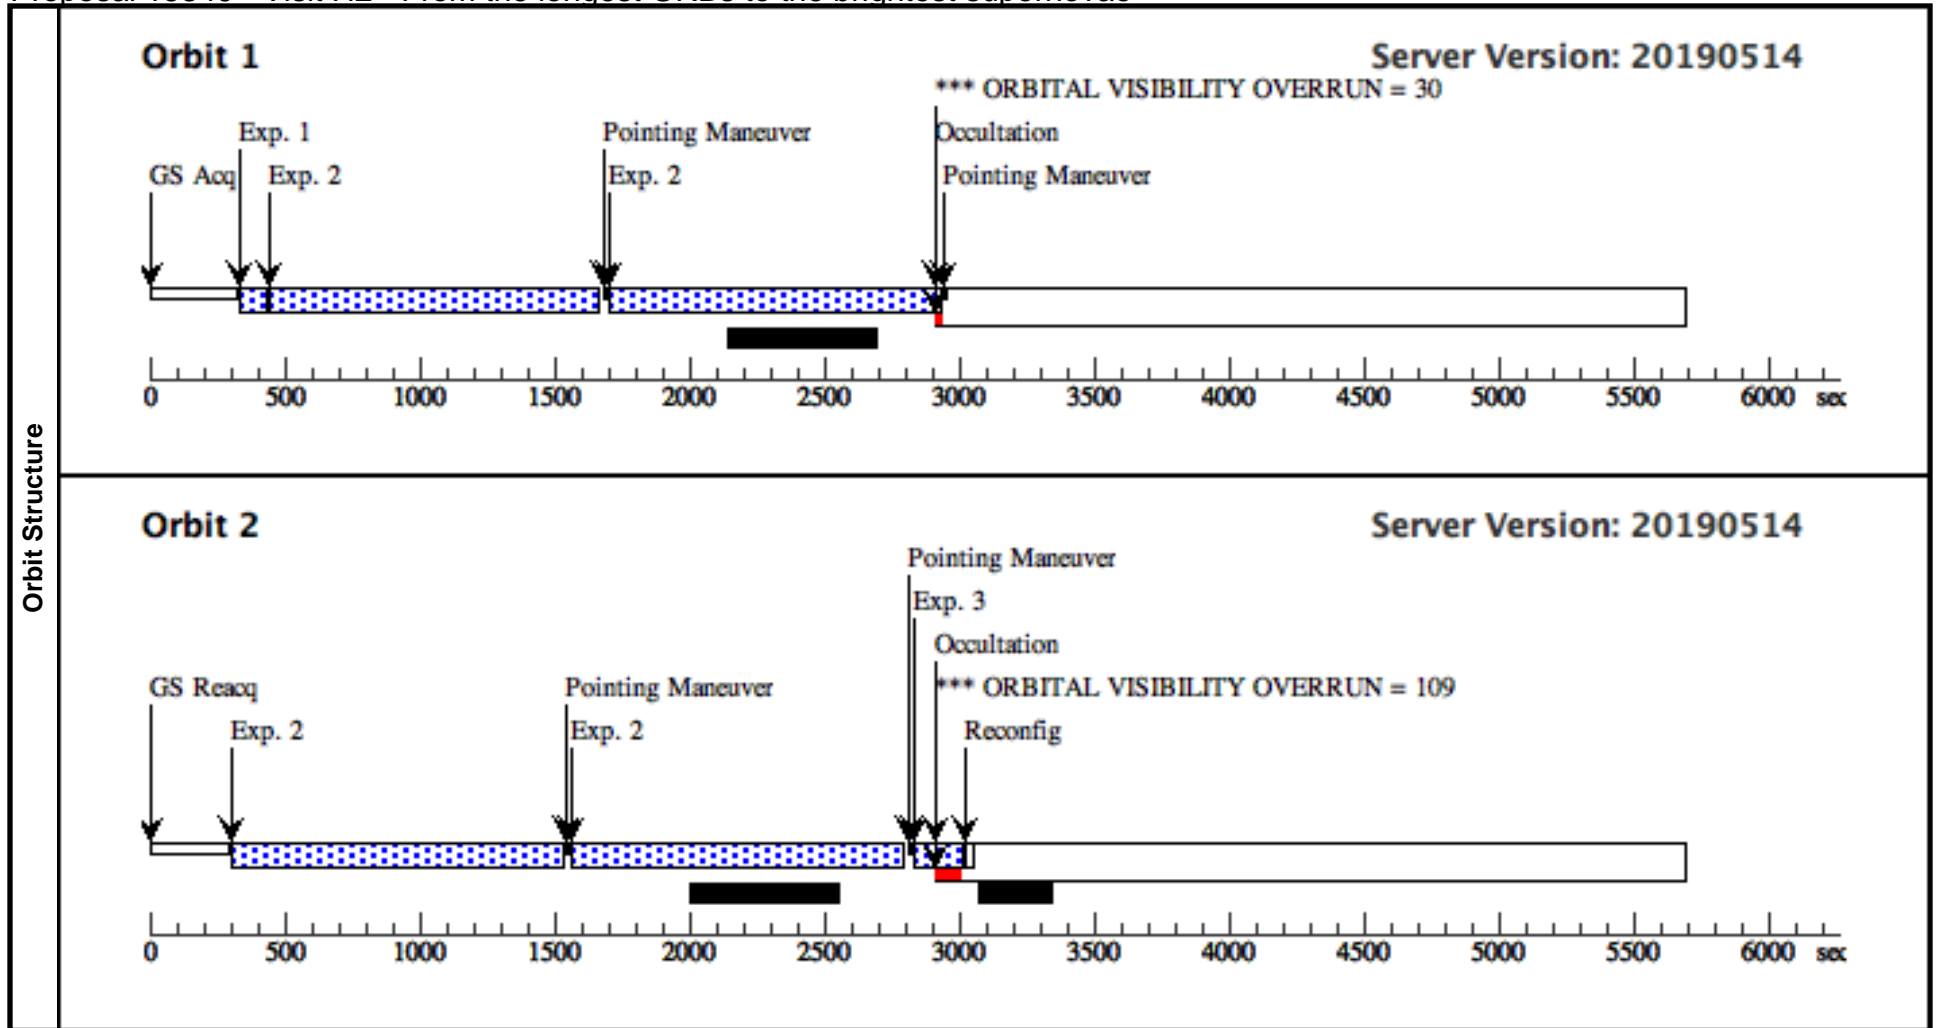 Orbit Structure
Orbit 1
Server Version: 20190514
*** ORBITAL VISIBILITY OVERRUN = 30
Exp. 1
Pointing Maneuver
Occultation
GS Acq
Exp. 2
Exp. 2
Pointing Maneuver
0 500 1000 1500 2000 2500 3000 3500 4000 4500 5000 5500 6000 sec
Orbit 2
Server Version: 20190514
Pointing Maneuver
Exp. 3
Occultation
GS Reacq
Pointing Maneuver
*** ORBITAL VISIBILITY OVERRUN = 109
Exp. 2
Exp. 2
Reconfig
0 500 1000 1500 2000 2500 3000 3500 4000 4500 5000 5500 6000 sec